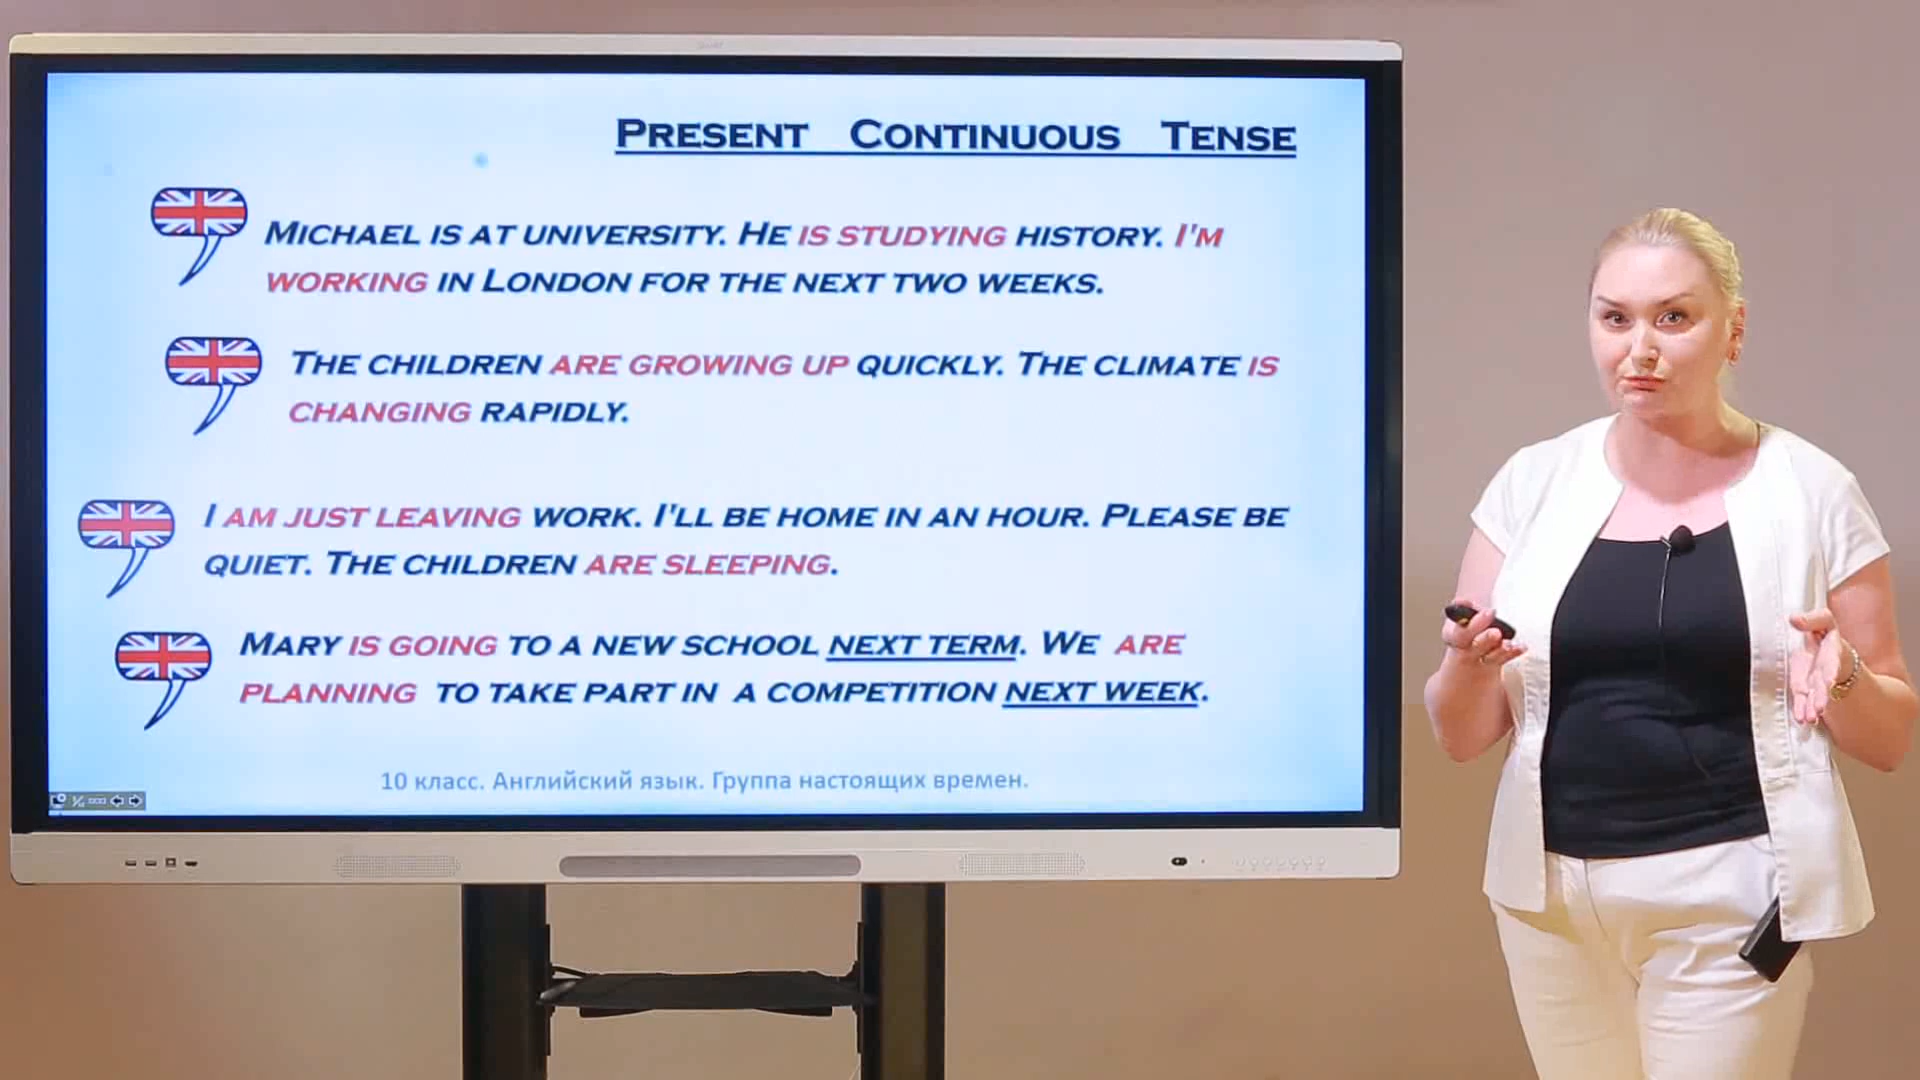 PRESENT CONTINUOUS TENSE
MICHAEL IS AT UNIVERSITY. HE IS STUDYING HISTORY. I'M
WORKING IN LONDON FOR THE NEXT TWO WEEKS.
THE CHILDREN ARE GROWING UP QUICKLY. THE CLIMATE IS
CHANGING RAPIDLY.
I AM JUST LEAVING WORK. I'LL BE HOME IN AN HOUR. PLEASE BE
QUIET. THE CHILDREN ARE SLEEPING.
MARY IS GOING TO A NEW SCHOOL NEXT TERM. WE ARE
PLANNING TO TAKE PART IN A COMPETITION NEXT WEEK.
10 класс. Английский язык. Группа настоящих времен.